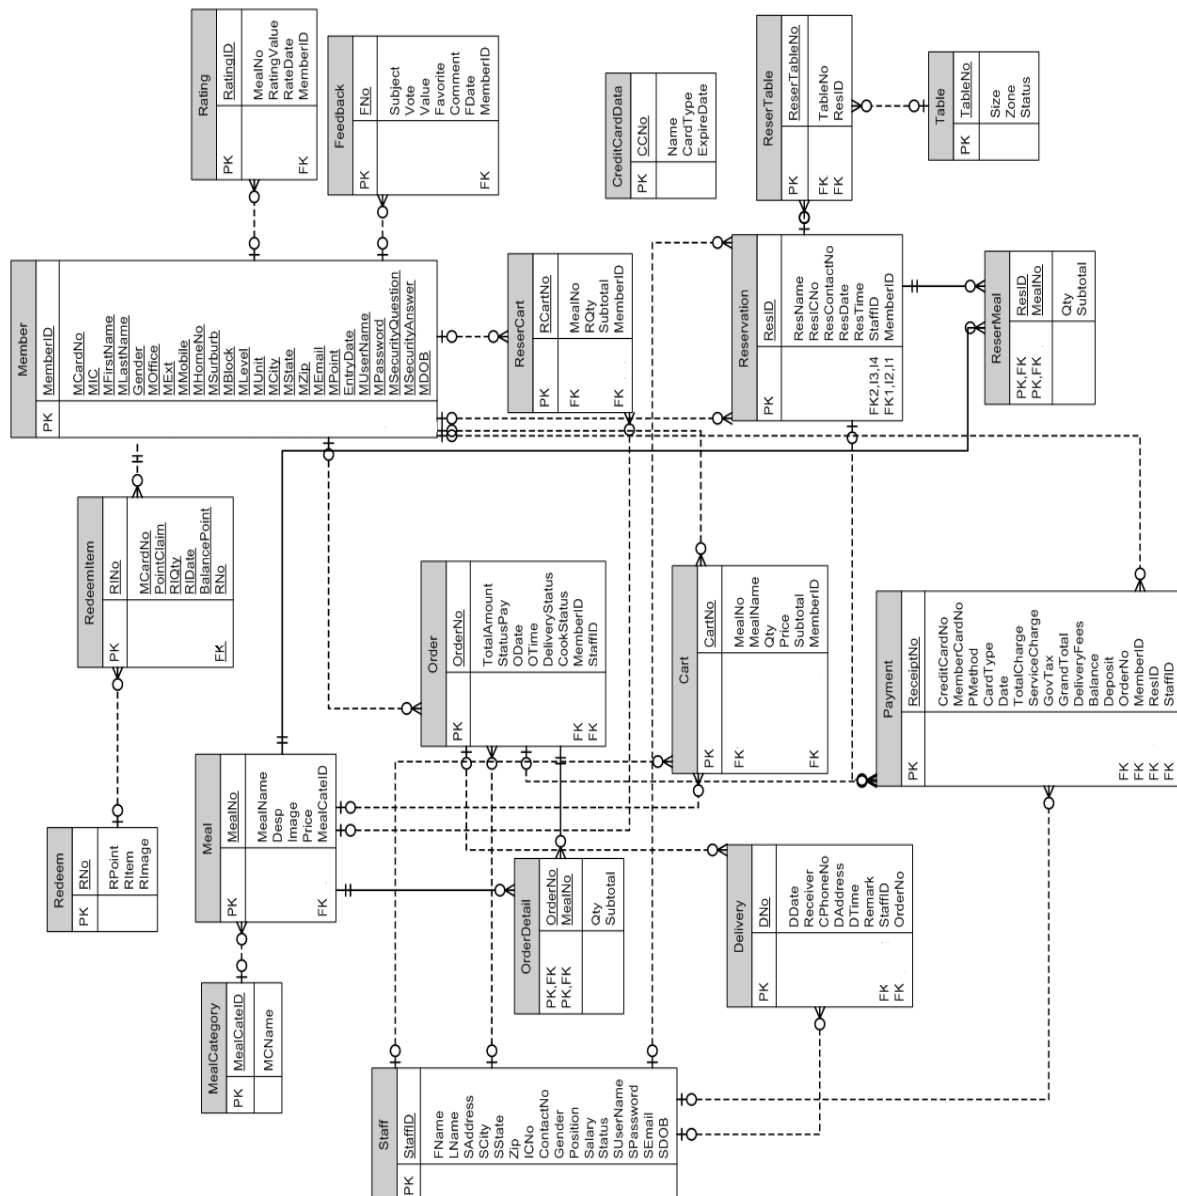 Rating
PK
RatingID
MealNo
RatingValue
RateDate
FK
MemberID
Feedback
PK
FNo
Subject
Vote
Value
Favorite
Comment
FDate
FK
MemberID
CreditCardData
PK
CCNo
Name
CardType
ExpireDate
ReserTable
PK
ReserTableNo
FK
TableNo
FK
ResID
Table
PK
TableNo
Size
Zone
Status
Member
PK
MemberID
MCardNo
MIC
MFirstName
MLastName
Gender
MOffice
MExt
MMobile
MHomeNo
MSurburb
MBlock
MLevel
MUnit
MCity
MState
MZip
MEmail
MPoint
EntryDate
MUserName
MPassword
MSecurityQuestion
MSecurityAnswer
MDOB
ReserCart
PK
RCartNo
FK
MealNo
RQty
Subtotal
FK
MemberID
Reservation
PK
ResID
ResName
ResICNo
ResContactNo
ResDate
ResTime
FK2,I3,I4
StaffID
FK1,I2,I1
MemberID
ReserMeal
PK,FK
ResID
PK,FK
MealNo
Qty
Subtotal
RedeemItem
PK
RINo
MCardNo
PointClaim
RIQty
RIDate
BalancePoint
FK
RNo
Order
PK
OrderNo
TotalAmount
StatusPay
ODate
OTime
DeliveryStatus
CookStatus
FK
MemberID
FK
StaffID
Cart
PK
CartNo
FK
MealNo
MealName
Qty
Price
Subtotal
FK
MemberID
Payment
PK
ReceiptNo
CreditCardNo
MemberCardNo
PMethod
CardType
Date
TotalCharge
ServiceCharge
GovTax
GrandTotal
DeliveryFees
Balance
Deposit
FK
OrderNo
FK
MemberID
FK
ResID
FK
StaffID
Redeem
PK
RNo
RPoint
RItem
RImage
Meal
PK
MealNo
MealName
Desp
Image
Price
FK
MealCateID
OrderDetail
PK,FK
OrderNo
PK,FK
MealNo
Qty
Subtotal
Delivery
PK
DNo
DDate
Receiver
CPhoneNo
DAddress
DTime
Remark
FK
StaffID
FK
OrderNo
MealCategory
PK
MealCateID
MCName
Staff
PK
StaffID
FName
LName
SAddress
SCity
SState
Zip
ICNo
ContactNo
Gender
Position
Salary
Status
SUserName
SPassword
SEmail
SDOB